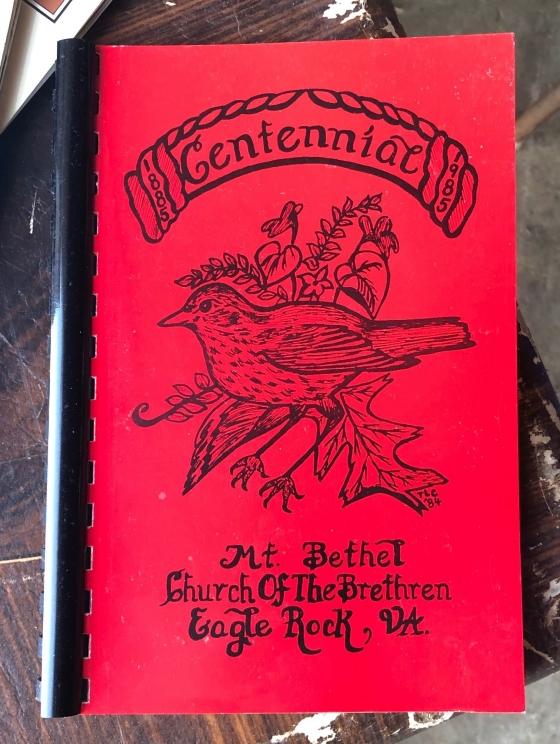 Centennial
1885
1985
TLC
'84
Mt. Bethel
Church Of The Brethren
Eagle Rock, VA.